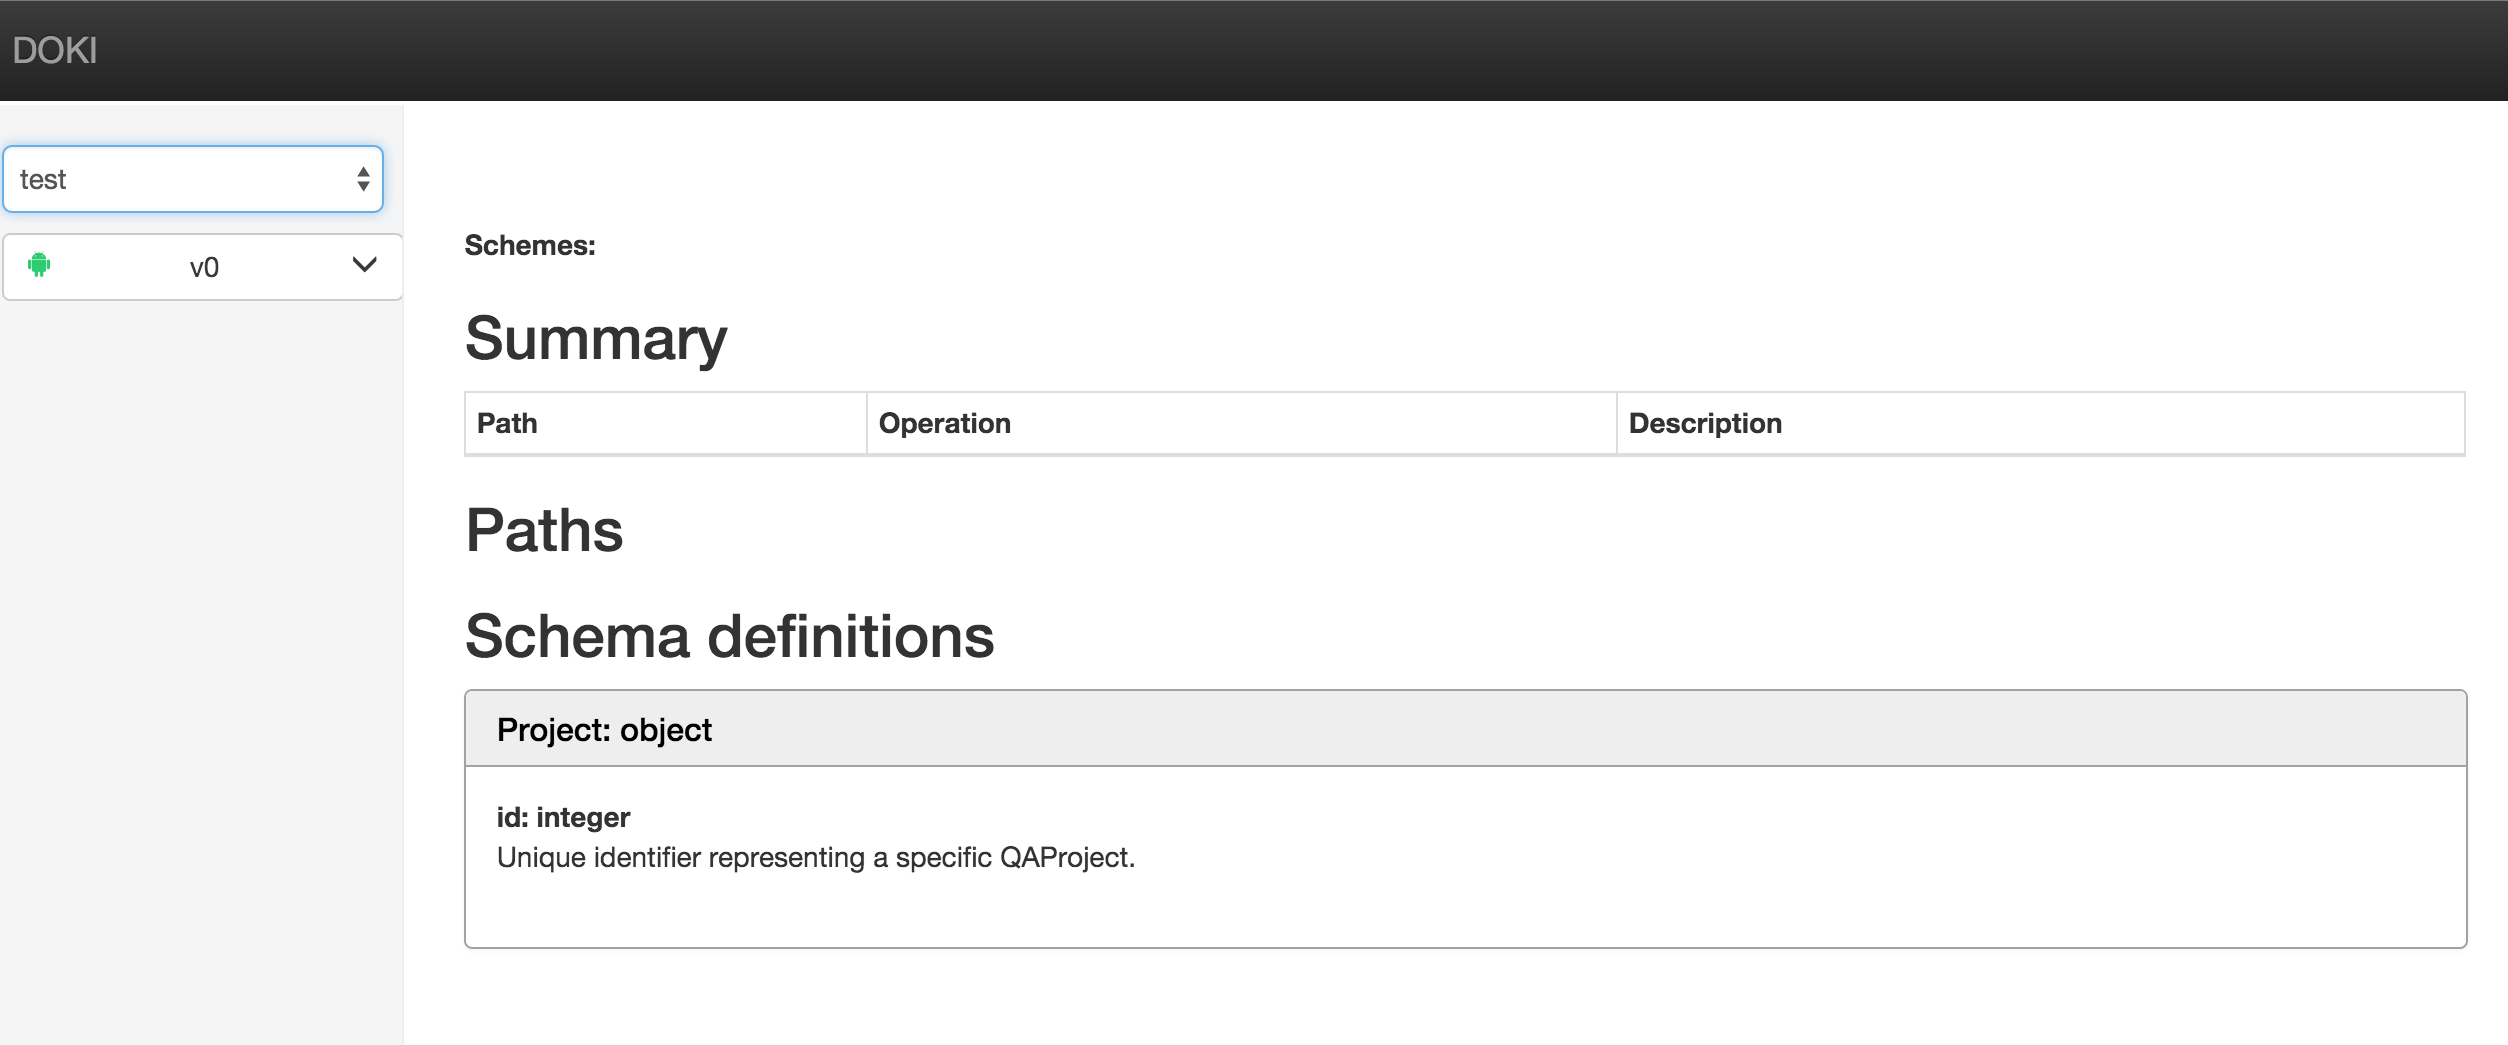 DOKI
test
v0
Schemes:
Summary
Path Operation Description
Paths
Schema definitions
Project: object
id: integer
Unique identifier representing a specific QAProject.